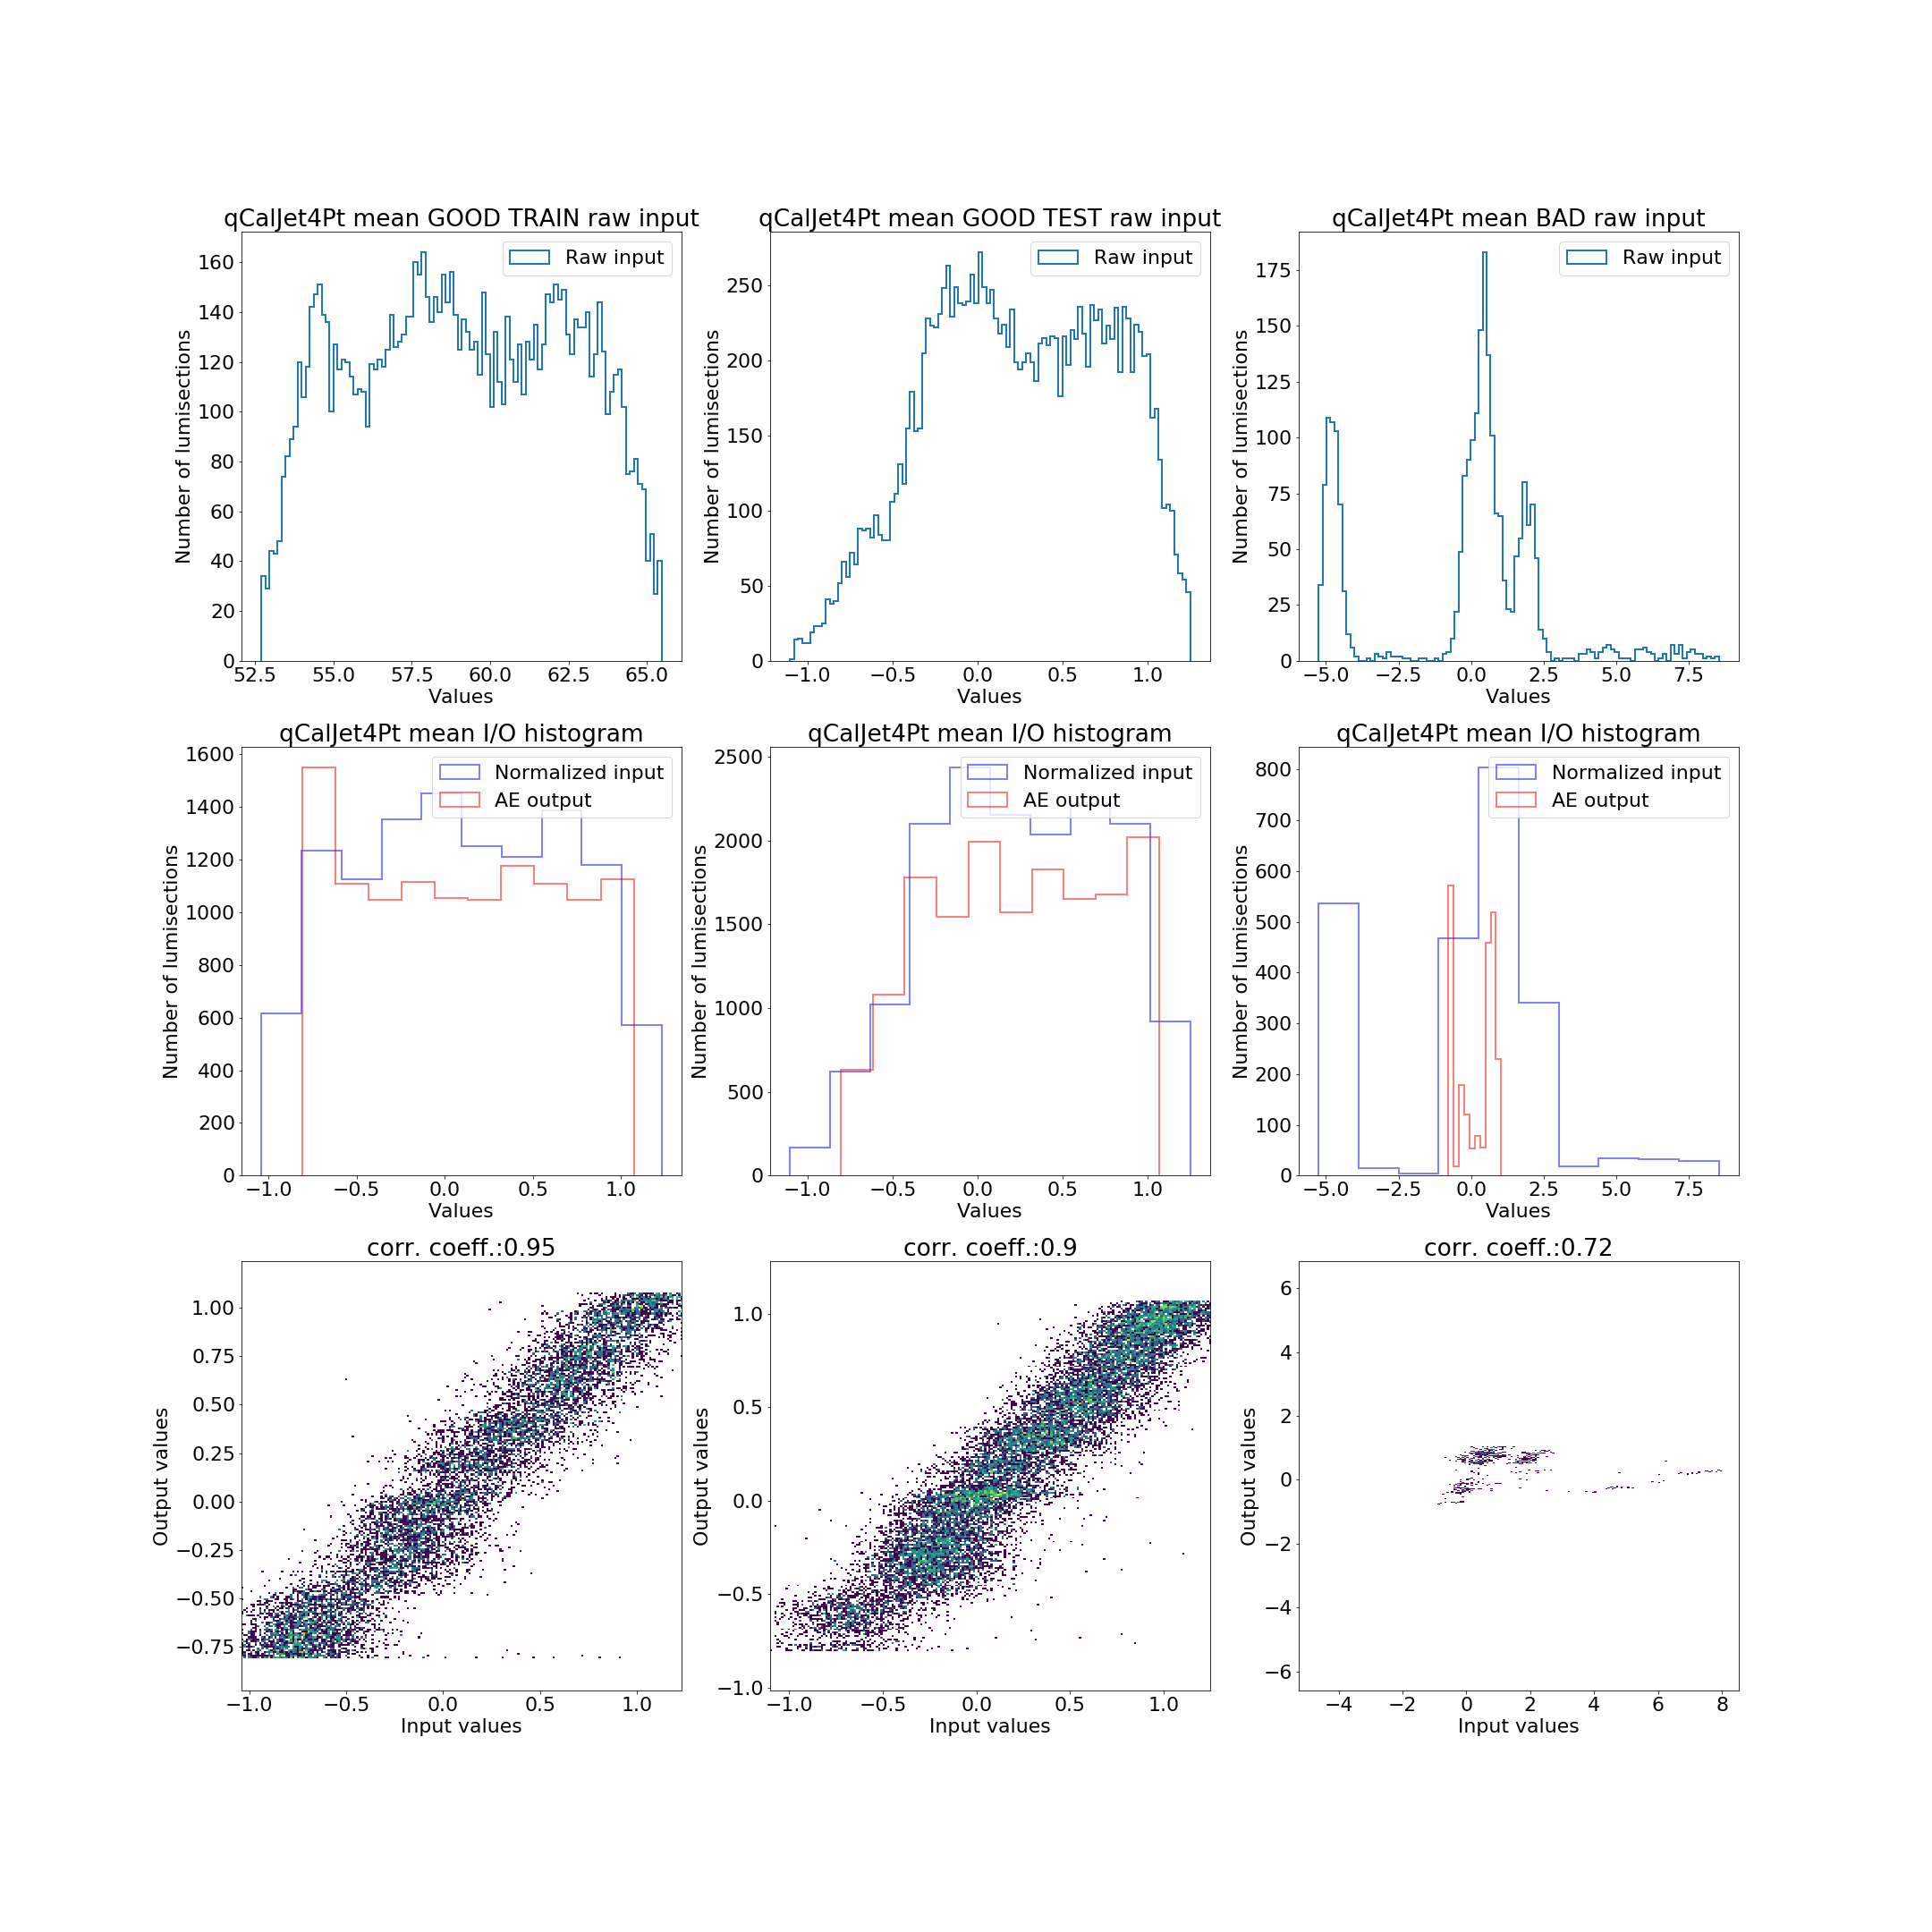 qCalJet4Pt mean GOOD TRAIN raw input
Raw input
Number of lumisections
160
140
120
100
80
60
40
20
0
52.5 55.0 57.5 60.0 62.5 65.0
Values
qCalJet4Pt mean GOOD TEST raw input
Raw input
Number of lumisections
250
200
150
100
50
0
−1.0 −0.5 0.0 0.5 1.0
Values
qCalJet4Pt mean BAD raw input
Raw input
Number of lumisections
175
150
125
100
75
50
25
0
−5.0 −2.5 0.0 2.5 5.0 7.5
Values
qCalJet4Pt mean I/O histogram
Normalized input
AE output
Number of lumisections
1600
1400
1200
1000
800
600
400
200
0
−1.0 −0.5 0.0 0.5 1.0
Values
qCalJet4Pt mean I/O histogram
Normalized input
AE output
Number of lumisections
2500
2000
1500
1000
500
0
−1.0 −0.5 0.0 0.5 1.0
Values
qCalJet4Pt mean I/O histogram
Normalized input
AE output
Number of lumisections
800
700
600
500
400
300
200
100
0
−5.0 −2.5 0.0 2.5 5.0 7.5
Values
corr. coeff.:0.95
Output values
1.00
0.75
0.50
0.25
0.00
−0.25
−0.50
−0.75
−1.0 −0.5 0.0 0.5 1.0
Input values
corr. coeff.:0.9
Output values
1.0
0.5
0.0
−0.5
−1.0
−1.0 −0.5 0.0 0.5 1.0
Input values
corr. coeff.:0.72
Output values
6
4
2
0
−2
−4
−6
−4 −2 0 2 4 6 8
Input values